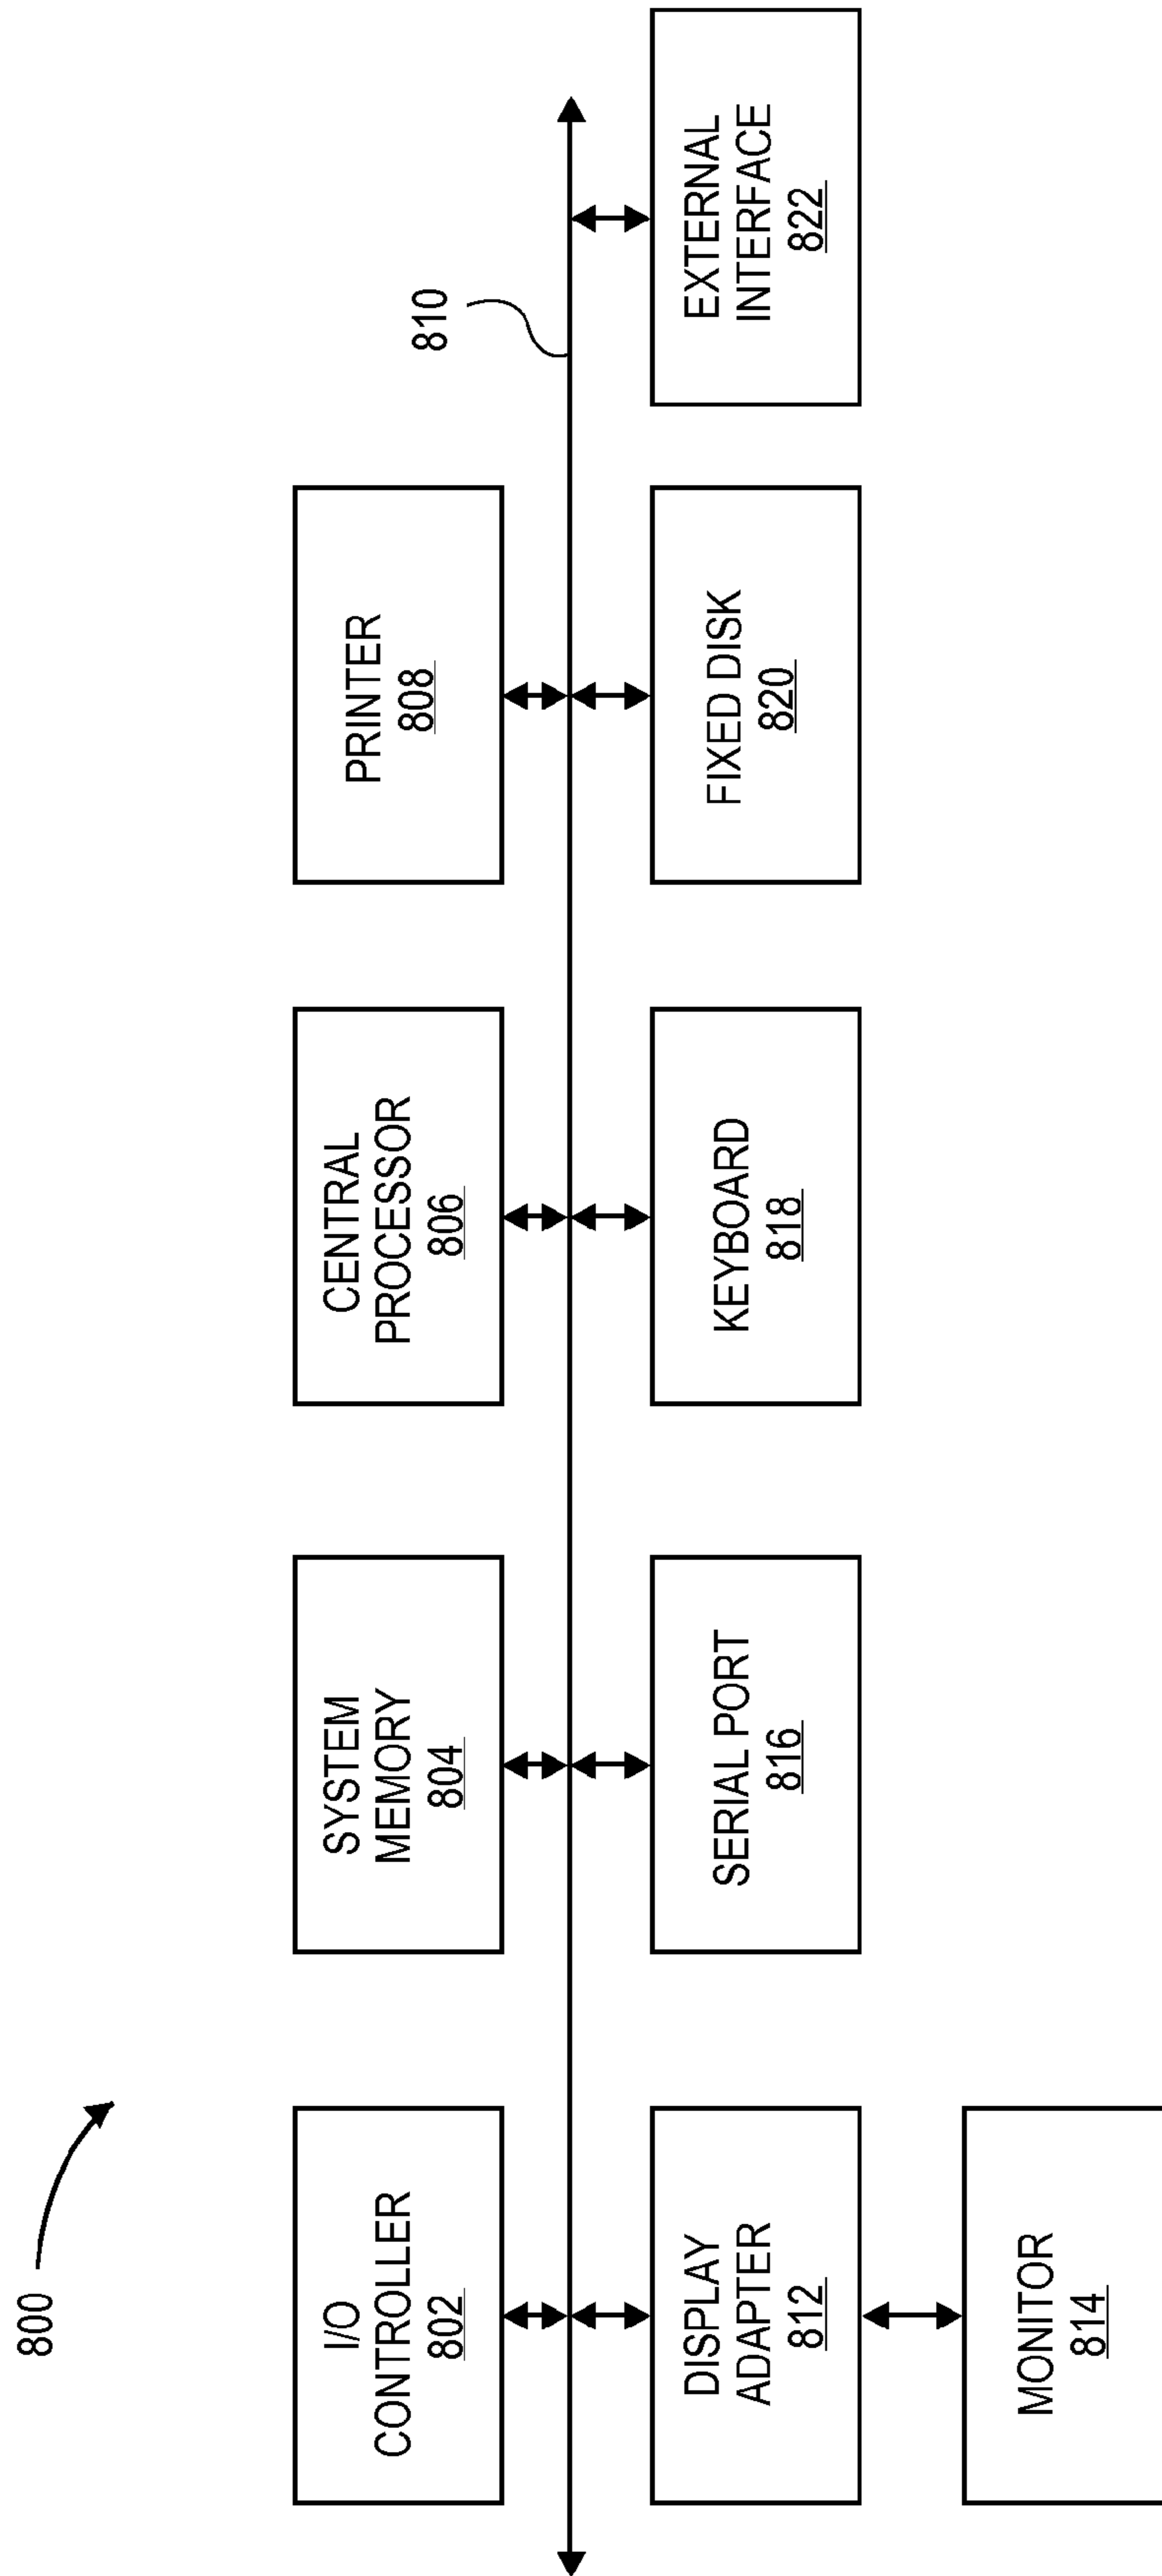 800
I/O
CONTROLLER
802
SYSTEM
MEMORY
804
CENTRAL
PROCESSOR
806
PRINTER
808
810
DISPLAY
ADAPTER
812
SERIAL PORT
816
KEYBOARD
818
FIXED DISK
820
EXTERNAL
INTERFACE
822
MONITOR
814